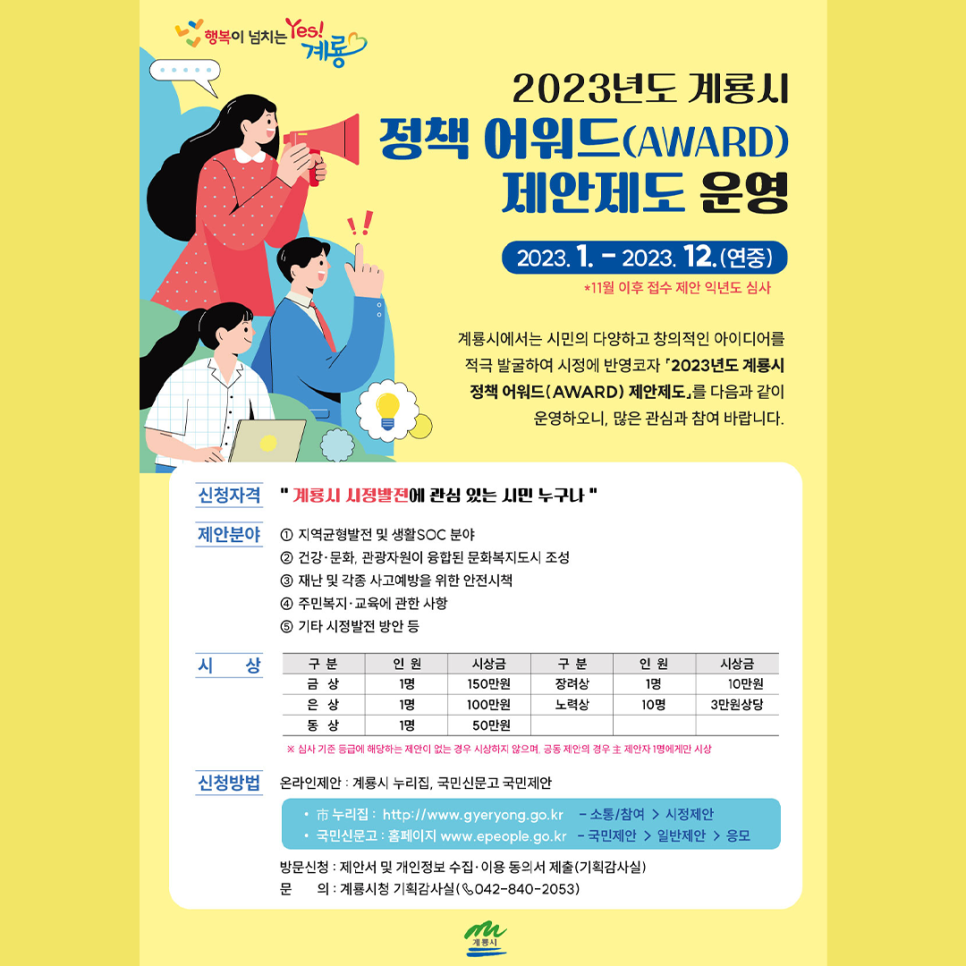 행복이 넘치는 Yes! 계룡
2023년도 계룡시
정책 어워드(AWARD)
제안제도 운영
2023. 1. - 2023. 12.(연중)
*11월 이후 접수 제안 익년도 심사
계룡시에서는 시민의 다양하고 창의적인 아이디어를
적극 발굴하여 시정에 반영코자 「2023년도 계룡시
정책 어워드(AWARD) 제안제도」를 다음과 같이
운영하오니, 많은 관심과 참여 바랍니다.
신청자격 " 계룡시 시정발전에 관심 있는 시민 누구나 "
제안분야 ① 지역균형발전 및 생활SOC 분야
② 건강·문화, 관광자원이 융합된 문화복지도시 조성
③ 재난 및 각종 사고예방을 위한 안전시책
④ 주민복지·교육에 관한 사항
⑤ 기타 시정발전 방안 등
시 상 구 분 인 원 시상금 구 분 인 원 시상금
금 상 1명 150만원 장려상 1명 10만원
은 상 1명 100만원 노력상 10명 3만원상당
동 상 1명 50만원
※ 심사 기준 등급에 해당하는 제안이 없는 경우 시상하지 않으며, 공동 제안의 경우 主 제안자 1명에게만 시상
신청방법 온라인제안 : 계룡시 누리집, 국민신문고 국민제안
• 市 누리집 : http://www.gyeryong.go.kr - 소통/참여 > 시정제안
• 국민신문고 : 홈페이지 www.epeople.go.kr - 국민제안 > 일반제안 > 응모
방문신청 : 제안서 및 개인정보 수집·이용 동의서 제출(기획감사실)
문 의 : 계룡시청 기획감사실(📞042-840-2053)
계룡시